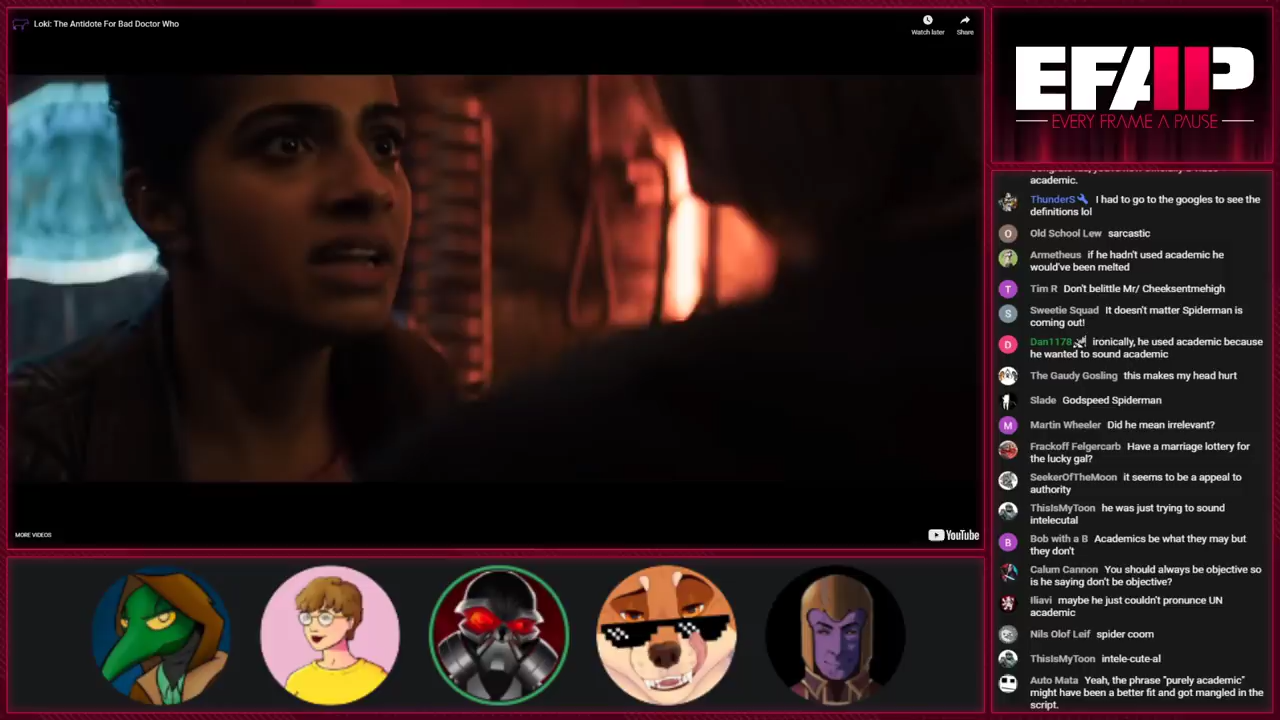 Loki: The Antidote For Bad Doctor Who
Watch later
Share
MORE VIDEOS
YouTube
EFAP
EVERY FRAME A PAUSE
academic.
ThunderS I had to go to the googles to see the
definitions lol
Old School Lew sarcastic
Armetheus if he hadn't used academic he
would've been melted
Tim R Don't belittle Mr/ Cheeksentmehigh
Sweetie Squad It doesn't matter Spiderman is
coming out!
Dan1178 ironically, he used academic because
he wanted to sound academic
The Gaudy Gosling this makes my head hurt
Slade Godspeed Spiderman
Martin Wheeler Did he mean irrelevant?
Frackoff Felgercarb Have a marriage lottery for
the lucky gal?
SeekerOfTheMoon it seems to be a appeal to
authority
ThisIsMyToon he was just trying to sound
intelecutal
Bob with a B Academics be what they may but
they don't
Calum Cannon You should always be objective so
is he saying don't be objective?
Iliavi maybe he just couldn't pronounce UN
academic
Nils Olof Leif spider coom
ThisIsMyToon intele-cute-al
Auto Mata Yeah, the phrase "purely academic"
might have been a better fit and got mangled in the
script.